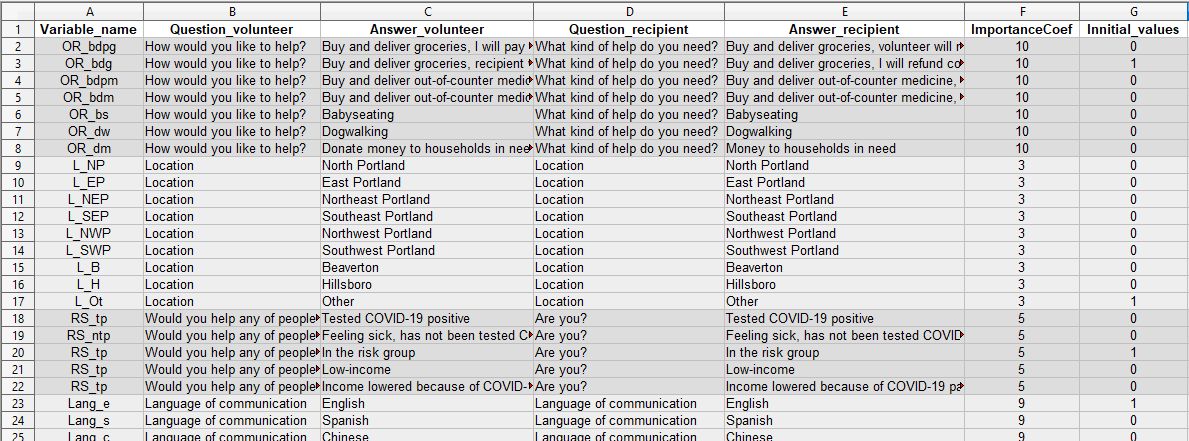 A B C D E F G
1 Variable_name Question_volunteer Answer_volunteer Question_recipient Answer_recipient ImportanceCoef Innitial_values
2 OR_bdpg How would you like to help? Buy and deliver groceries, I will pay What kind of help do you need? Buy and deliver groceries, volunteer will 10 0
3 OR_bdg How would you like to help? Buy and deliver groceries, recipient What kind of help do you need? Buy and deliver groceries, I will refund co 10 1
4 OR_bdpm How would you like to help? Buy and deliver out-of-counter medic What kind of help do you need? Buy and deliver out-of-counter medicine, 10 0
5 OR_bdm How would you like to help? Buy and deliver out-of-counter medic What kind of help do you need? Buy and deliver out-of-counter medicine, 10 0
6 OR_bs How would you like to help? Babyseating What kind of help do you need? Babyseating 10 0
7 OR_dw How would you like to help? Dogwalking What kind of help do you need? Dogwalking 10 0
8 OR_dm How would you like to help? Donate money to households in nee What kind of help do you need? Money to households in need 10 0
9 L_NP Location North Portland Location North Portland 3 0
10 L_EP Location East Portland Location East Portland 3 0
11 L_NEP Location Northeast Portland Location Northeast Portland 3 0
12 L_SEP Location Southeast Portland Location Southeast Portland 3 0
13 L_NWP Location Northwest Portland Location Northwest Portland 3 0
14 L_SWP Location Southwest Portland Location Southwest Portland 3 0
15 L_B Location Beaverton Location Beaverton 3 0
16 L_H Location Hillsboro Location Hillsboro 3 0
17 L_Ot Location Other Location Other 3 1
18 RS_tp Would you help any of people Tested COVID-19 positive Are you? Tested COVID-19 positive 5 0
19 RS_ntp Would you help any of people Feeling sick, has not been tested C Are you? Feeling sick, has not been tested COVID 5 0
20 RS_tp Would you help any of people In the risk group Are you? In the risk group 5 1
21 RS_tp Would you help any of people Low-income Are you? Low-income 5 0
22 RS_tp Would you help any of people Income lowered because of COVID- Are you? Income lowered because of COVID-19 pa 5 0
23 Lang_e Language of communication English Language of communication English 9 1
24 Lang_s Language of communication Spanish Language of communication Spanish 9 0
25 Lang_c Language of communication Chinese Language of communication Chinese 9 0